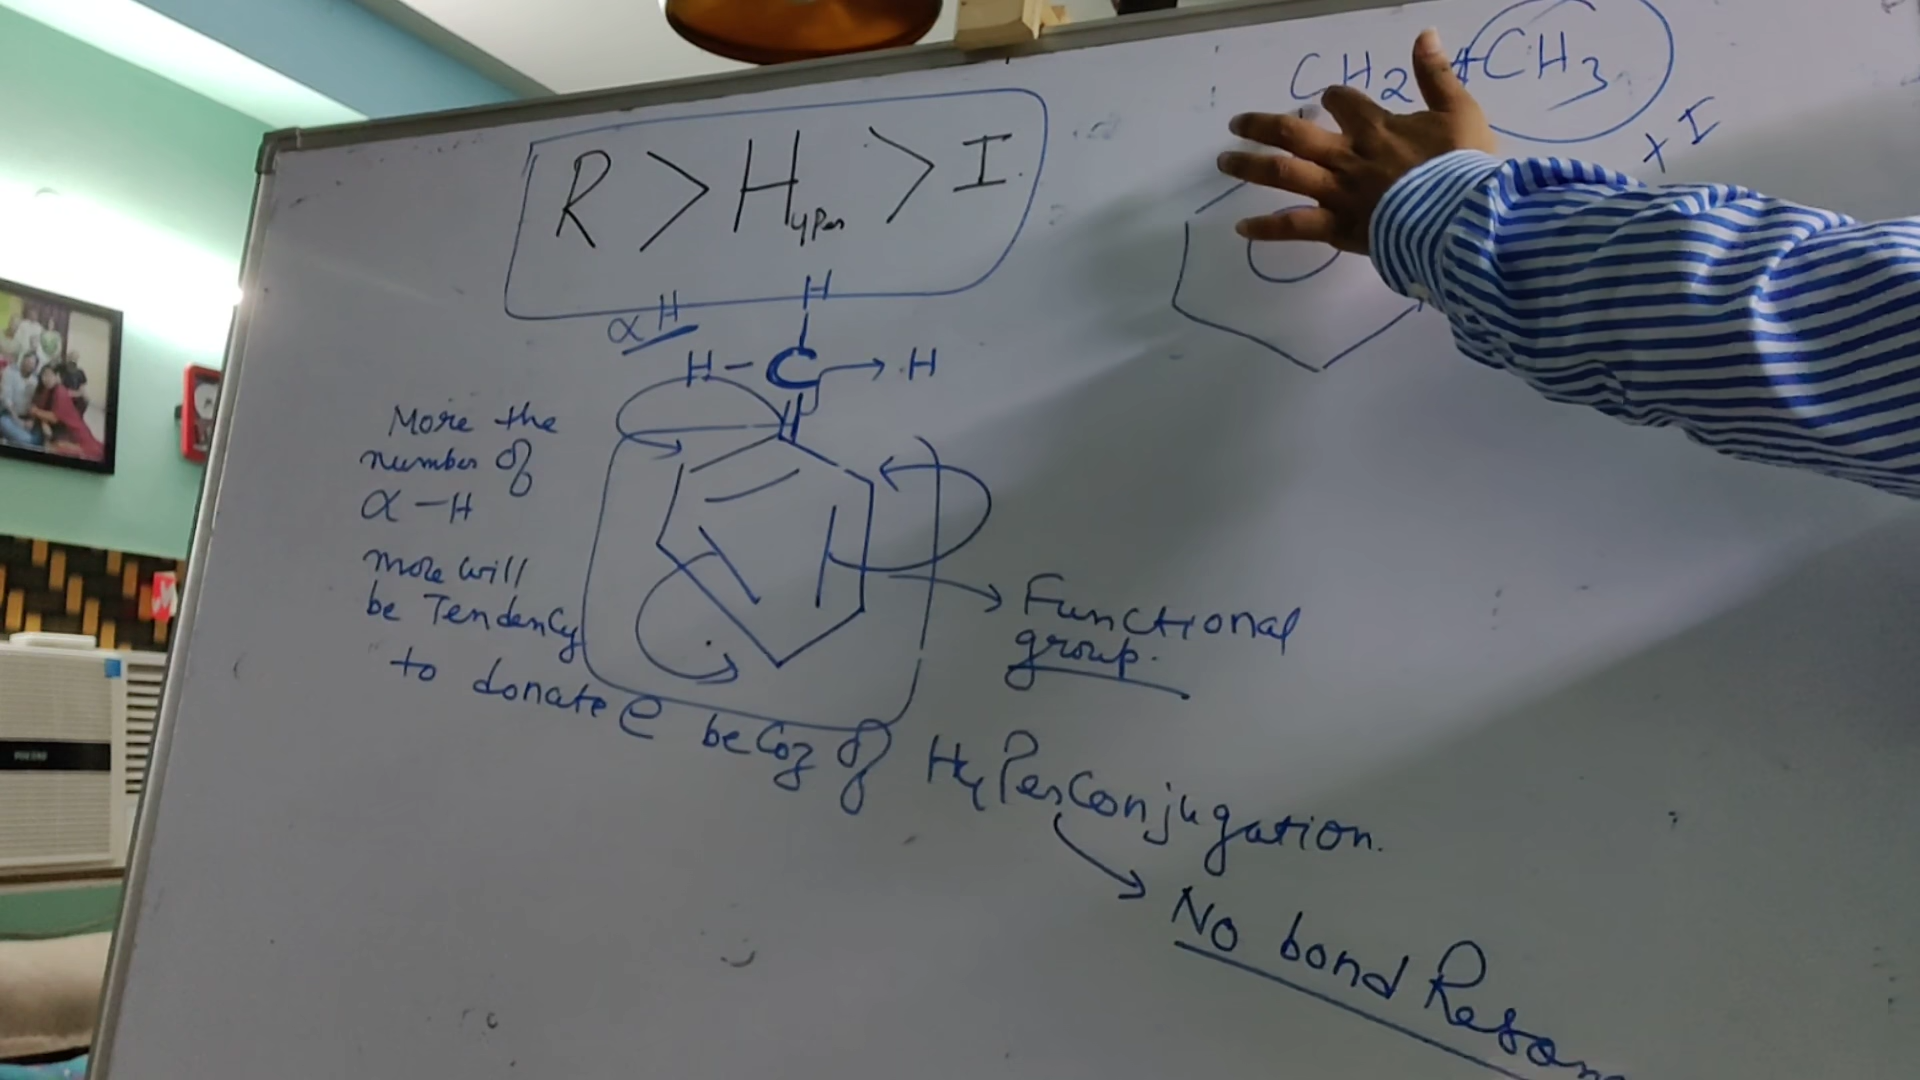 CH2 CH3
+I
R > Hyper > I
αH
H
H-C→H
More the
number of
α-H
more will
be Tendency
to donate e becoz of HyPerconjugation.
Functional
group.
No bond Reson